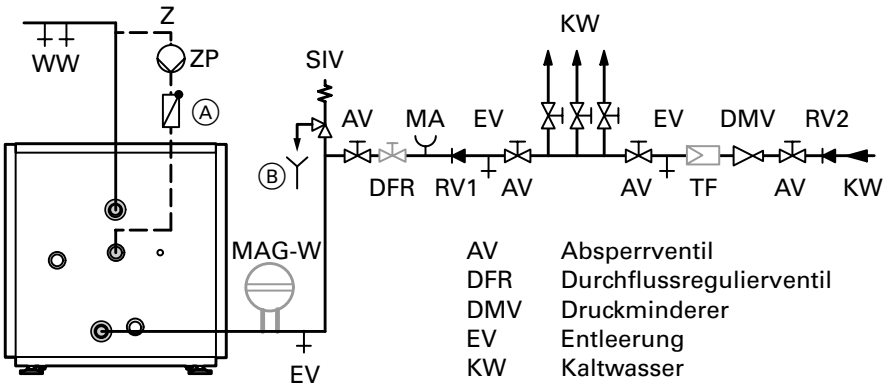 Z
KW
WW
ZP
SIV
A
AV
MA
EV
EV
DMV
RV2
B
DFR
RV1
AV
AV
TF
AV
KW
MAG-W
EV
AV Absperrventil
DFR Durchflussregulierventil
DMV Druckminderer
EV Entleerung
KW Kaltwasser